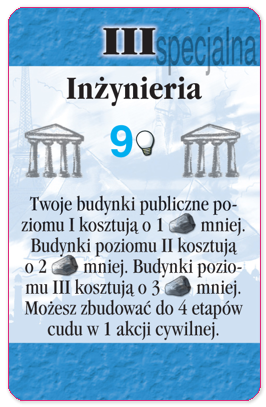 III
specjalna
Inżynieria
9
Twoje budynki publiczne po-
ziomu I kosztują o 1 mniej.
Budynki poziomu II kosztują
o 2 mniej. Budynki pozio-
mu III kosztują o 3 mniej.
Możesz zbudować do 4 etapów
cudu w 1 akcji cywilnej.